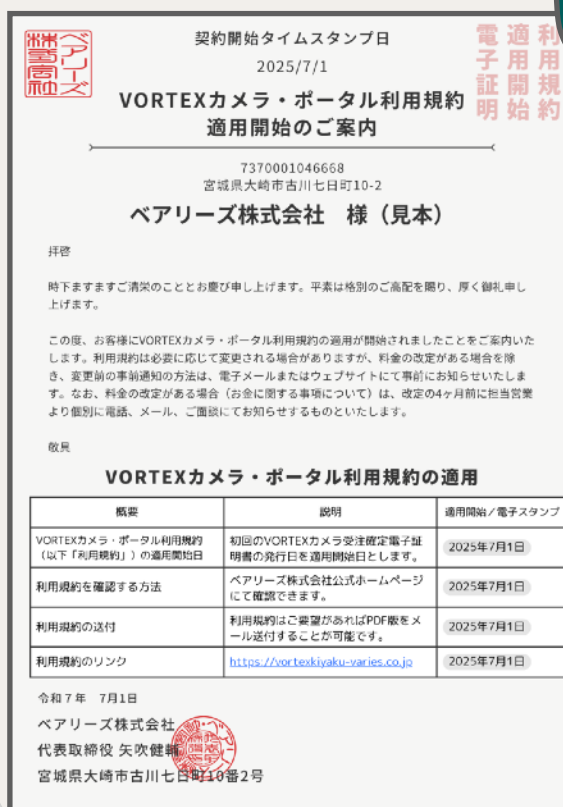 ベアリーズ
株式会社
契約開始タイムスタンプ日
2025/7/1
利用規約
適用開始
電子証明
VORTEXカメラ・ポータル利用規約
適用開始のご案内
7370001046668
宮城県大崎市古川七日町10-2
ベアリーズ株式会社 様（見本）
拝啓
時下ますますご清栄のこととお慶び申し上げます。平素は格別のご高配を賜り、厚く御礼申し
上げます。
この度、お客様にVORTEXカメラ・ポータル利用規約の適用が開始されましたことをご案内いた
します。利用規約は必要に応じて変更される場合がありますが、料金の改定がある場合を除
き、変更前の事前通知の方法は、電子メールまたはウェブサイトにて事前にお知らせいたしま
す。なお、料金の改定がある場合（お金に関する事項について）は、改定の4ヶ月前に担当営業
より個別に電話、メール、ご面談にてお知らせするものといたします。
敬具
VORTEXカメラ・ポータル利用規約の適用
概要 説明 適用開始／電子スタンプ
VORTEXカメラ・ポータル利用規約
（以下「利用規約」）の適用開始日
初回のVORTEXカメラ受注確定電子証
明書の発行日を適用開始日とします。
2025年7月1日
利用規約を確認する方法
ベアリーズ株式会社公式ホームページ
にて確認できます。
2025年7月1日
利用規約の送付
利用規約はご要望があればPDF版をメ
ール送付することが可能です。
2025年7月1日
利用規約のリンク
https://vortexkiyaku-varies.co.jp
2025年7月1日
令和７年 7月1日
ベアリーズ株式会社
代表取締役 矢吹健輔
宮城県大崎市古川七日町10番2号